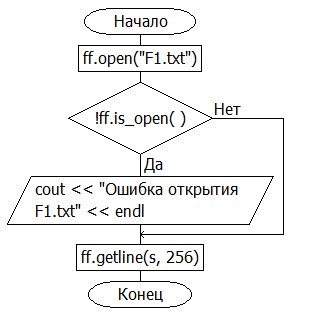 Начало
ff.open("F1.txt")
!ff.is_open( )
Нет
Да
cout << "Ошибка открытия
F1.txt" << endl
ff.getline(s, 256)
Конец